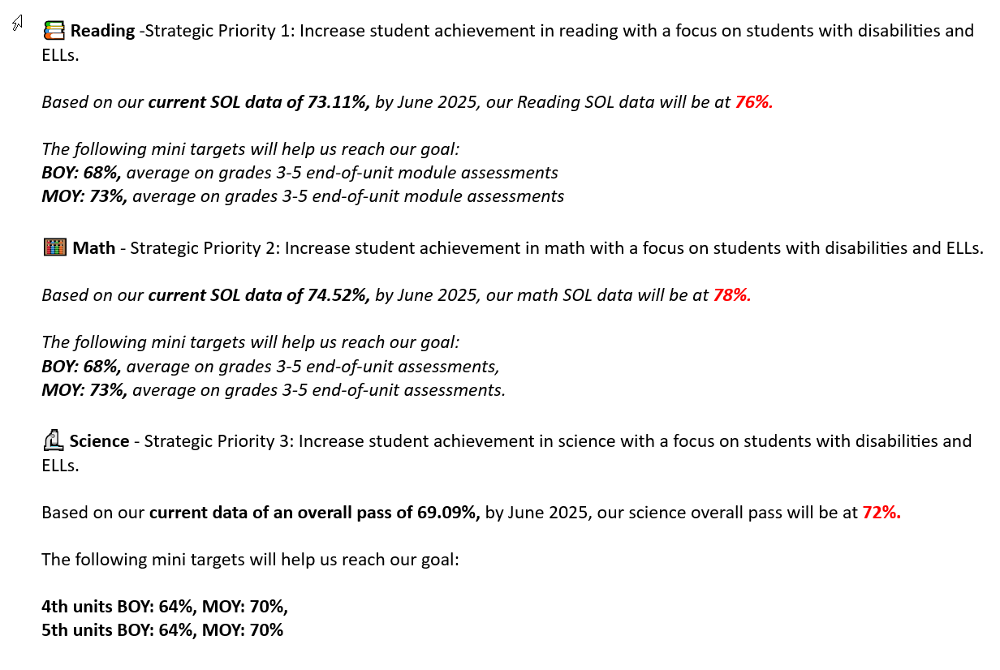 Reading -Strategic Priority 1: Increase student achievement in reading with a focus on students with disabilities and
ELLs.
Based on our current SOL data of 73.11%, by June 2025, our Reading SOL data will be at 76%.
The following mini targets will help us reach our goal:
BOY: 68%, average on grades 3-5 end-of-unit module assessments
MOY: 73%, average on grades 3-5 end-of-unit module assessments
Math - Strategic Priority 2: Increase student achievement in math with a focus on students with disabilities and ELLs.
Based on our current SOL data of 74.52%, by June 2025, our math SOL data will be at 78%.
The following mini targets will help us reach our goal:
BOY: 68%, average on grades 3-5 end-of-unit assessments,
MOY: 73%, average on grades 3-5 end-of-unit assessments.
Science - Strategic Priority 3: Increase student achievement in science with a focus on students with disabilities and
ELLs.
Based on our current data of an overall pass of 69.09%, by June 2025, our science overall pass will be at 72%.
The following mini targets will help us reach our goal:
4th units BOY: 64%, MOY: 70%,
5th units BOY: 64%, MOY: 70%